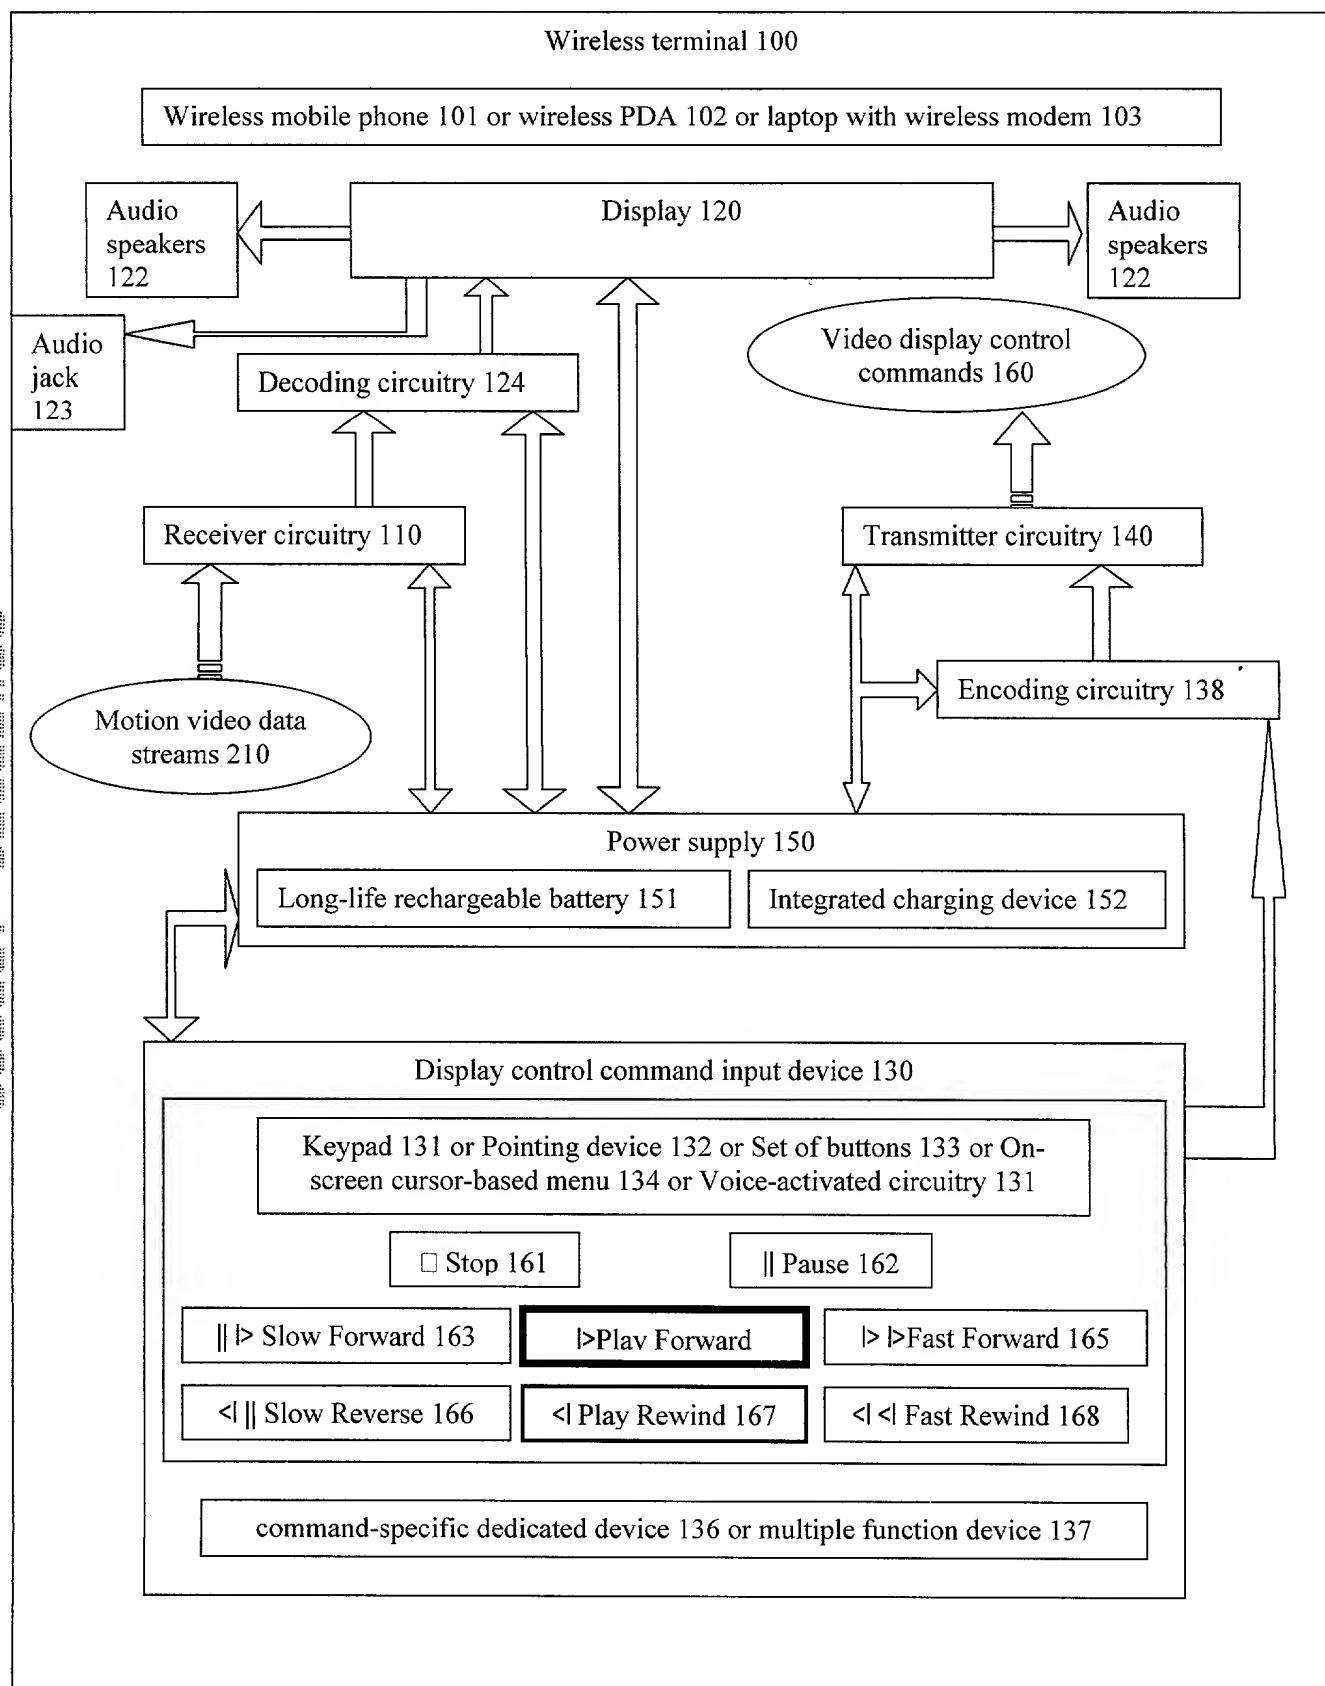 Wireless terminal 100
Wireless mobile phone 101 or wireless PDA 102 or laptop with wireless modem 103
Audio
speakers
122
Display 120
Audio
speakers
122
Audio
jack
123
Decoding circuitry 124
Video display control
commands 160
Receiver circuitry 110
Transmitter circuitry 140
Motion video data
streams 210
Encoding circuitry 138
Power supply 150
Long-life rechargeable battery 151
Integrated charging device 152
Display control command input device 130
Keypad 131 or Pointing device 132 or Set of buttons 133 or On-
screen cursor-based menu 134 or Voice-activated circuitry 131
□ Stop 161
|| Pause 162
|| |> Slow Forward 163
|>Plav Forward
|> |>Fast Forward 165
<| || Slow Reverse 166
<| Play Rewind 167
<| <| Fast Rewind 168
command-specific dedicated device 136 or multiple function device 137